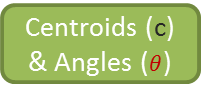 Centroids (c)
& Angles (θ)